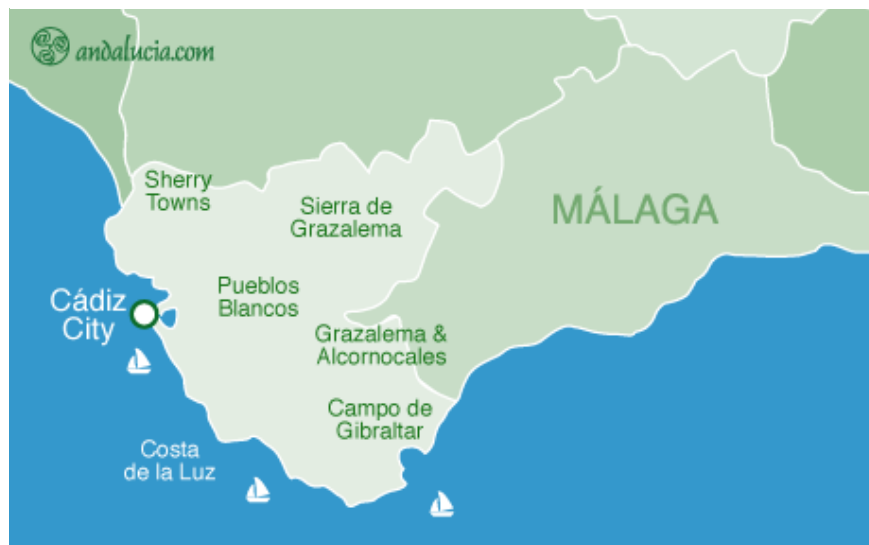 andalucia.com
Sherry
Towns
Sierra de
Grazalema
MÁLAGA
Pueblos
Blancos
Cádiz
City
Grazalema &
Alcornocales
Campo de
Gibraltar
Costa
de la Luz